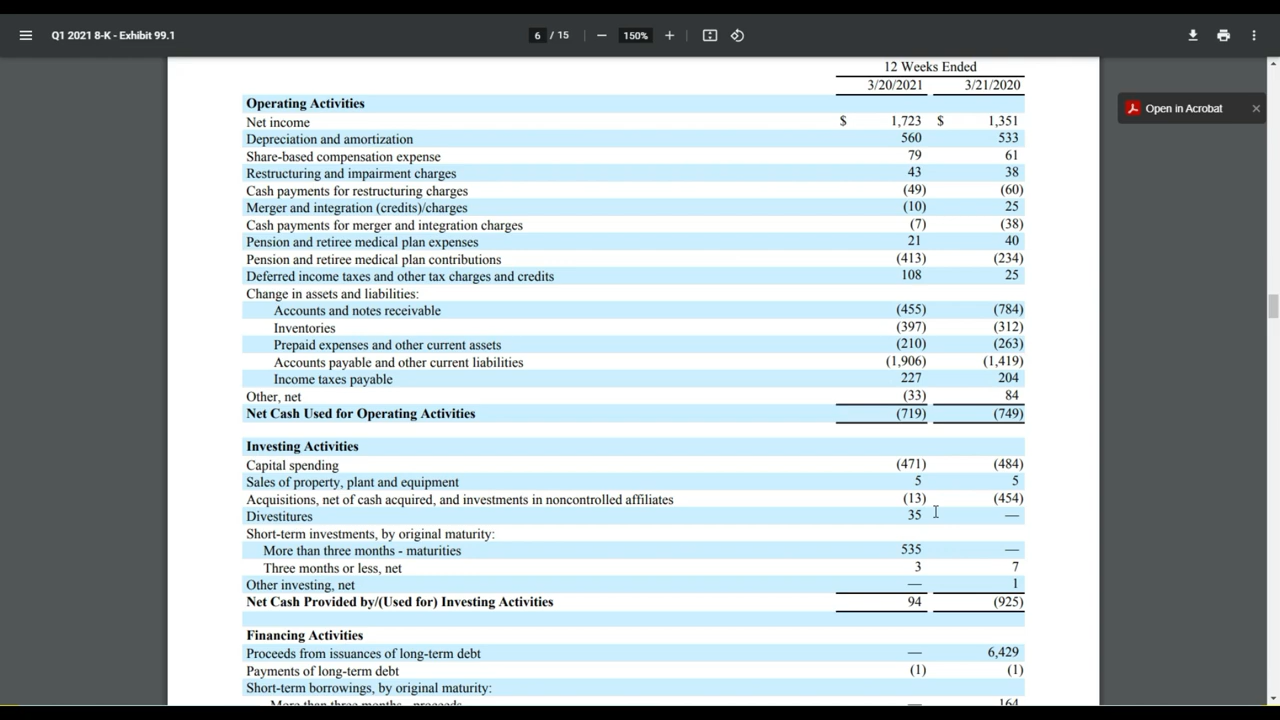 Q1 2021 8-K - Exhibit 99.1
6 / 15
150%
Open in Acrobat
12 Weeks Ended
3/20/2021 3/21/2020
Operating Activities
Net income $ 1,723 $ 1,351
Depreciation and amortization 560 533
Share-based compensation expense 79 61
Restructuring and impairment charges 43 38
Cash payments for restructuring charges (49) (60)
Merger and integration (credits)/charges (10) 25
Cash payments for merger and integration charges (7) (38)
Pension and retiree medical plan expenses 21 40
Pension and retiree medical plan contributions (413) (234)
Deferred income taxes and other tax charges and credits 108 25
Change in assets and liabilities:
Accounts and notes receivable (455) (784)
Inventories (397) (312)
Prepaid expenses and other current assets (210) (263)
Accounts payable and other current liabilities (1,906) (1,419)
Income taxes payable 227 204
Other, net (33) 84
Net Cash Used for Operating Activities (719) (749)
Investing Activities
Capital spending (471) (484)
Sales of property, plant and equipment 5 5
Acquisitions, net of cash acquired, and investments in noncontrolled affiliates (13) (454)
Divestitures 35 —
Short-term investments, by original maturity:
More than three months - maturities 535 —
Three months or less, net 3 7
Other investing, net — 1
Net Cash Provided by/(Used for) Investing Activities 94 (925)
Financing Activities
Proceeds from issuances of long-term debt — 6,429
Payments of long-term debt (1) (1)
Short-term borrowings, by original maturity:
More than three months - proceeds — 164